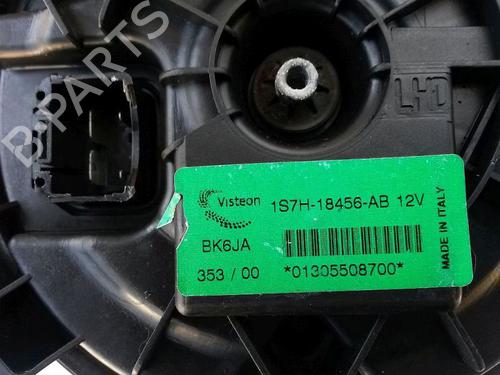 B-PARTS
LHD
Visteon
1S7H-18456-AB 12V
BK6JA
353 / 00
*01305508700*
MADE IN ITALY